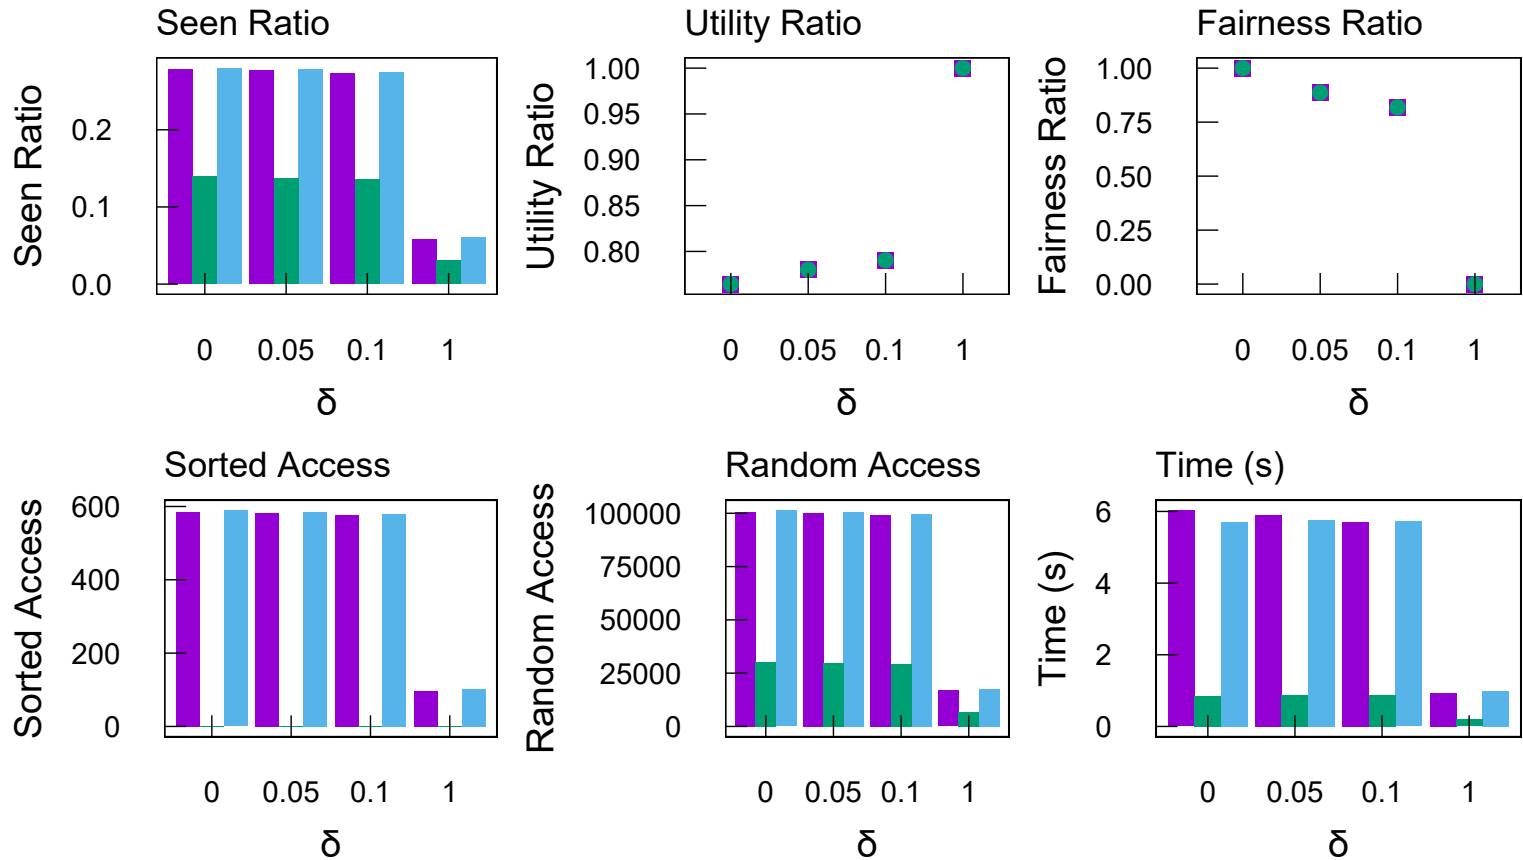 Seen Ratio
Seen Ratio
0.2
0.1
0.0
0 0.05 0.1 1
δ
Utility Ratio
Utility Ratio
1.00
0.95
0.90
0.85
0.80
0 0.05 0.1 1
δ
Fairness Ratio
Fairness Ratio
1.00
0.75
0.50
0.25
0.00
0 0.05 0.1 1
δ
Sorted Access
Sorted Access
600
400
200
0
0 0.05 0.1 1
δ
Random Access
Random Access
100000
75000
50000
25000
0
0 0.05 0.1 1
δ
Time (s)
Time (s)
6
4
2
0
0 0.05 0.1 1
δ